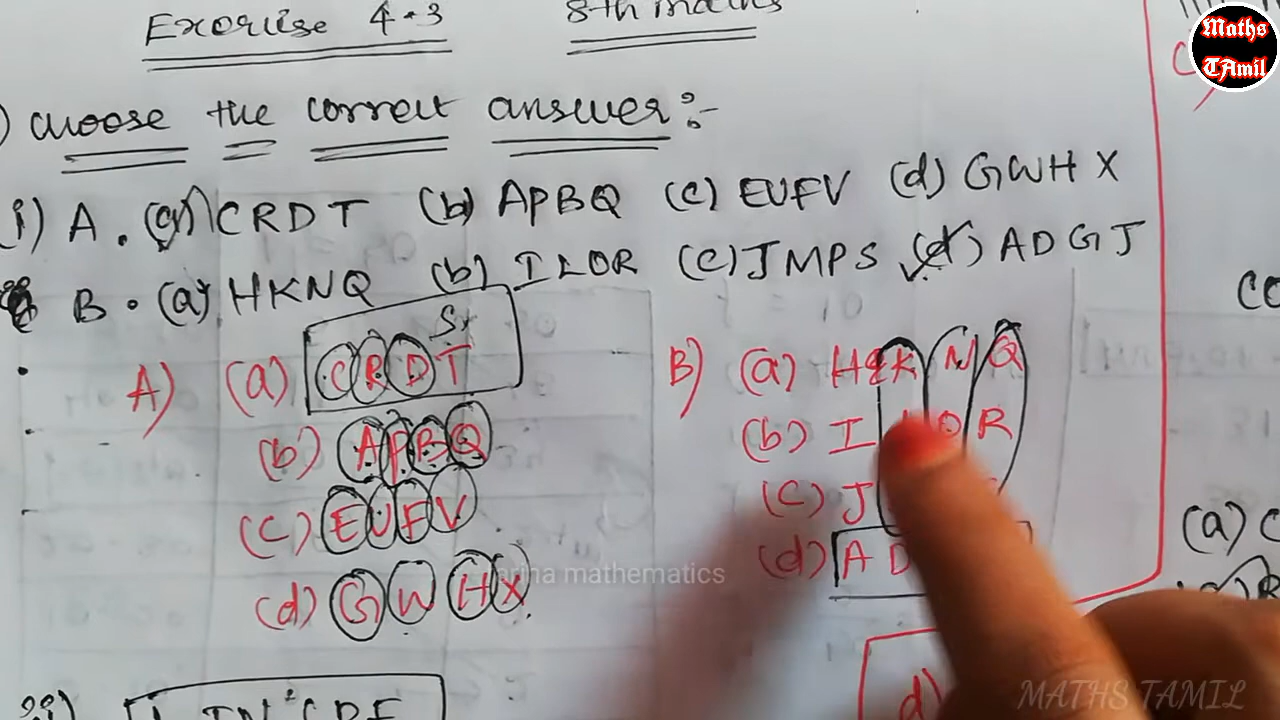 Exercise 4.3 8th maths
Maths
TAmil
) choose the correct answer:-
(i) A. (a) CRDT (b) APBQ (c) EUFV (d) GWHX
B. (a) HKNQ (b) ILOR (c) JMPS (d) ADGJ
A) (a) CRDT S
(b) APBQ
(c) EUFV
(d) GWHX
B) (a) HKNQ
(b) I O R
(c) J
(d) A D
mathematics
(a) C
d)
MATHS TAMIL